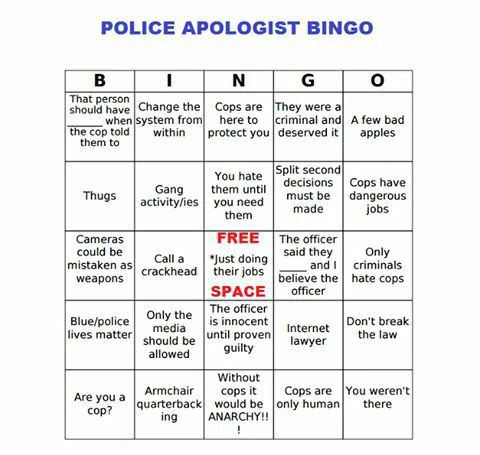 POLICE APOLOGIST BINGO
B I N G O
That person
should have
______ when
the cop told
them to
Change the
system from
within
Cops are
here to
protect you
They were a
criminal and
deserved it
A few bad
apples
Thugs
Gang
activity/ies
You hate
them until
you need
them
Split second
decisions
must be
made
Cops have
dangerous
jobs
Cameras
could be
mistaken as
weapons
Call a
crackhead
FREE
*Just doing
their jobs
SPACE
The officer
said they
____ and I
believe the
officer
Only
criminals
hate cops
Blue/police
lives matter
Only the
media
should be
allowed
The officer
is innocent
until proven
guilty
Internet
lawyer
Don't break
the law
Are you a
cop?
Armchair
quarterback
ing
Without
cops it
would be
ANARCHY!!
!
Cops are
only human
You weren't
there